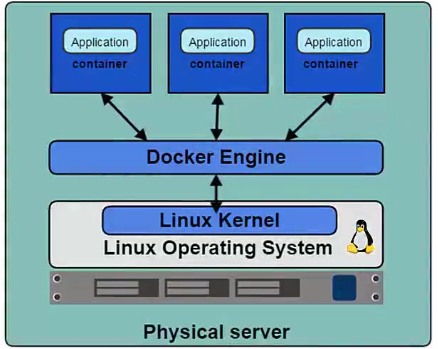 Application
container
Application
container
Application
container
Docker Engine
Linux Kernel
Linux Operating System
Physical server